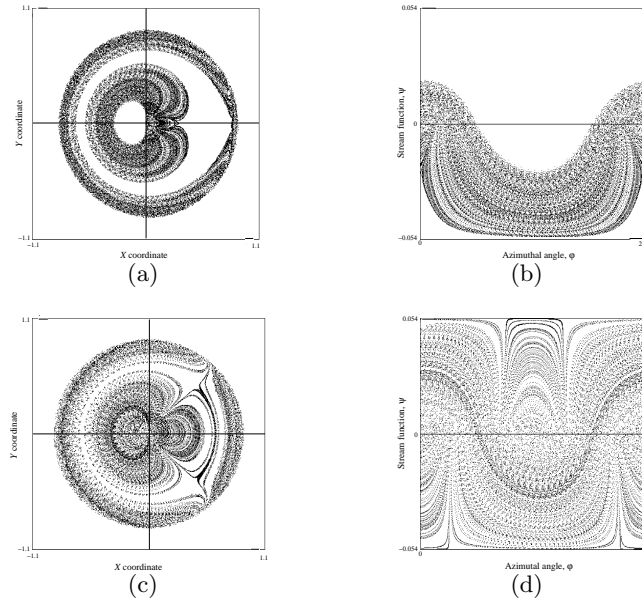 1.1
Y coordinate
−1.1
−1.1
1.1
X coordinate
(a)
0.054
Stream function, ψ
0
−0.054
0
2
Azimuthal angle, φ
(b)
1.1
Y coordinate
−1.1
−1.1
1.1
X coordinate
(c)
0.054
Stream function, ψ
0
−0.054
0
Azimutal angle, φ
(d)